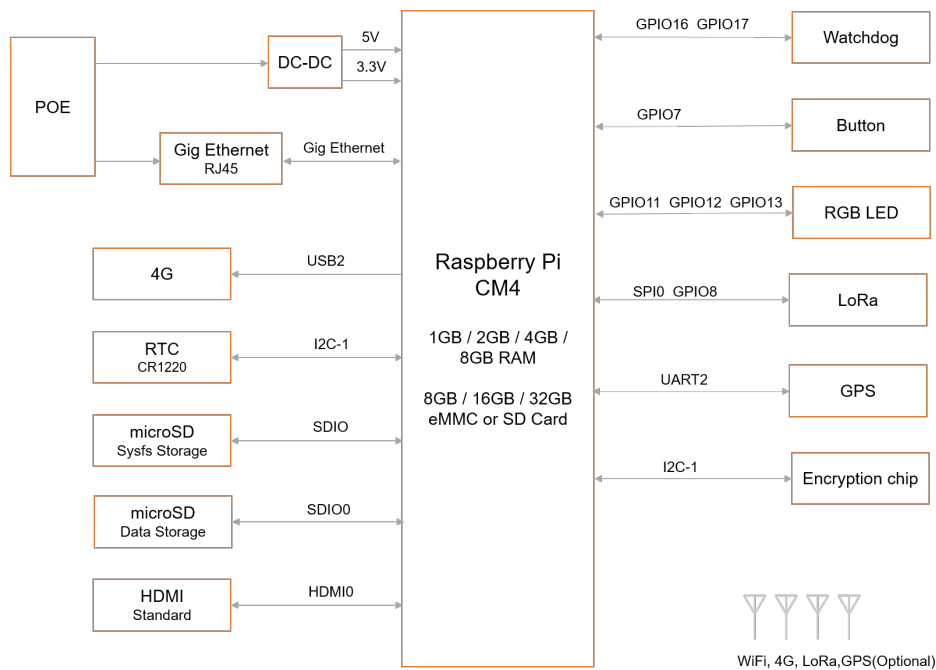 POE
DC-DC
5V
3.3V
Gig Ethernet
RJ45
Gig Ethernet
4G
USB2
RTC
CR1220
I2C-1
microSD
Sysfs Storage
SDIO
microSD
Data Storage
SDIO0
HDMI
Standard
HDMI0
Raspberry Pi
CM4
1GB / 2GB / 4GB /
8GB RAM
8GB / 16GB / 32GB
eMMC or SD Card
GPIO16 GPIO17
Watchdog
GPIO7
Button
GPIO11 GPIO12 GPIO13
RGB LED
SPI0 GPIO8
LoRa
UART2
GPS
I2C-1
Encryption chip
WiFi, 4G, LoRa,GPS(Optional)